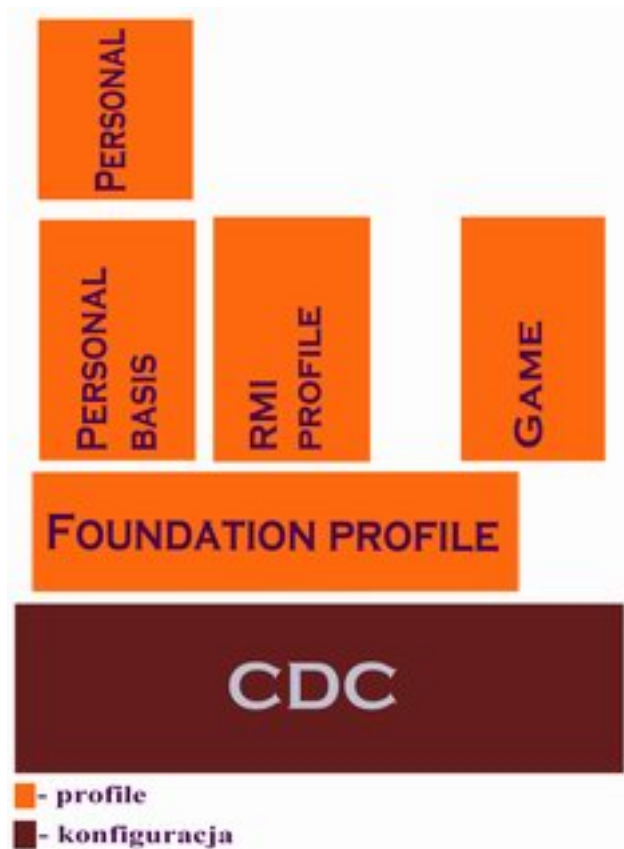 PERSONAL
PERSONAL
BASIS
RMI
PROFILE
GAME
FOUNDATION PROFILE
CDC
- profile
- konfiguracja